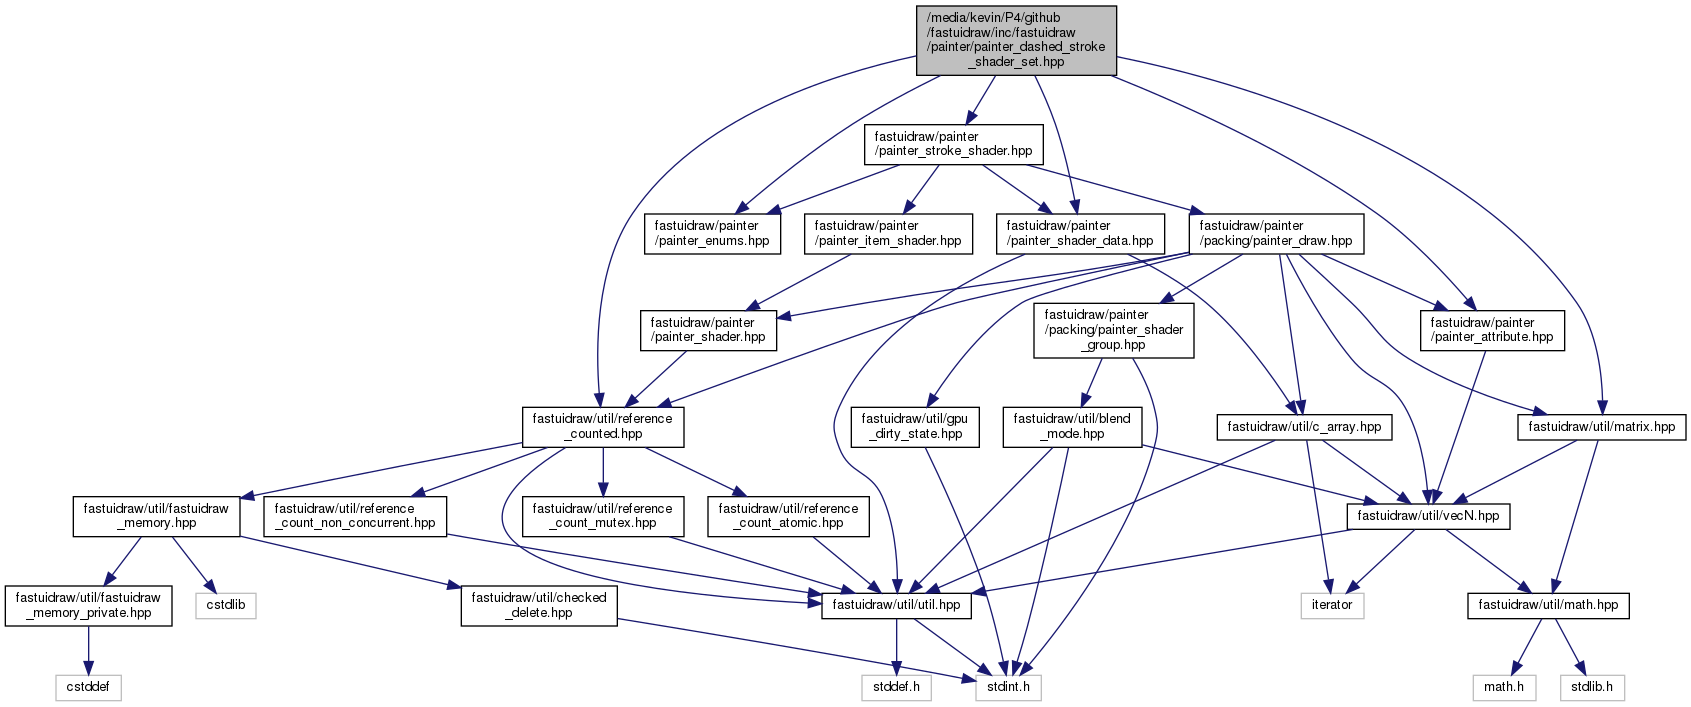 /media/kevin/P4/github
/fastuidraw/inc/fastuidraw
/painter/painter_dashed_stroke
_shader_set.hpp
fastuidraw/painter
/painter_stroke_shader.hpp
fastuidraw/painter
/painter_enums.hpp
fastuidraw/painter
/painter_item_shader.hpp
fastuidraw/painter
/painter_shader_data.hpp
fastuidraw/painter
/packing/painter_draw.hpp
fastuidraw/painter
/painter_shader.hpp
fastuidraw/painter
/packing/painter_shader
_group.hpp
fastuidraw/painter
/painter_attribute.hpp
fastuidraw/util/reference
_counted.hpp
fastuidraw/util/gpu
_dirty_state.hpp
fastuidraw/util/blend
_mode.hpp
fastuidraw/util/c_array.hpp
fastuidraw/util/matrix.hpp
fastuidraw/util/fastuidraw
_memory.hpp
fastuidraw/util/reference
_count_non_concurrent.hpp
fastuidraw/util/reference
_count_mutex.hpp
fastuidraw/util/reference
_count_atomic.hpp
fastuidraw/util/vecN.hpp
fastuidraw/util/fastuidraw
_memory_private.hpp
cstdlib
fastuidraw/util/checked
_delete.hpp
fastuidraw/util/util.hpp
iterator
fastuidraw/util/math.hpp
cstddef
stddef.h
stdint.h
math.h
stdlib.h